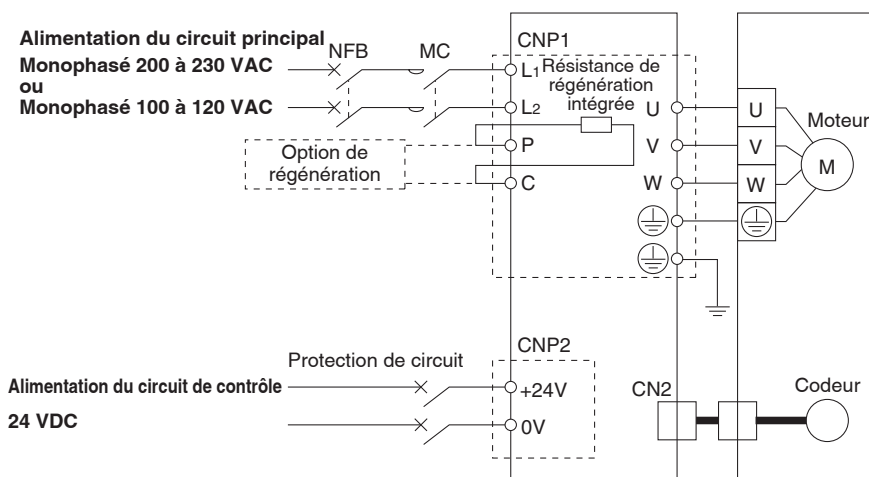 Alimentation du circuit principal
NFB
MC
CNP1
Monophasé 200 à 230 VAC
ou
Monophasé 100 à 120 VAC
L1
Résistance de
régénération
intégrée
L2
U
U
Moteur
Option de
régénération
P
V
V
M
C
W
W
Protection de circuit
CNP2
Alimentation du circuit de contrôle
+24V
CN2
Codeur
24 VDC
0V